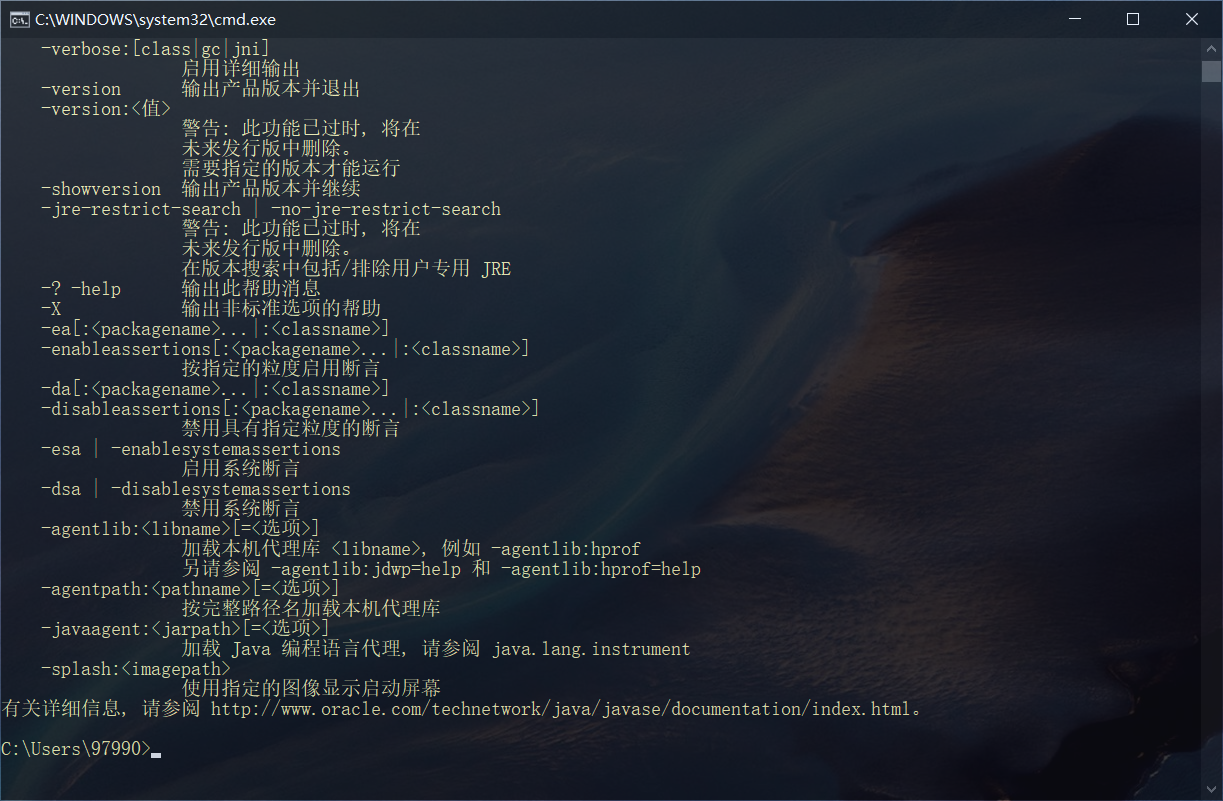 C:\WINDOWS\system32\cmd.exe
-verbose:[class|gc|jni]
启用详细输出
-version 输出产品版本并退出
-version:<值>
警告: 此功能已过时, 将在
未来发行版中删除。
需要指定的版本才能运行
-showversion 输出产品版本并继续
-jre-restrict-search | -no-jre-restrict-search
警告: 此功能已过时, 将在
未来发行版中删除。
在版本搜索中包括/排除用户专用 JRE
-? -help 输出此帮助消息
-X 输出非标准选项的帮助
-ea[:<packagename>...|:<classname>]
-enableassertions[:<packagename>...|:<classname>]
按指定的粒度启用断言
-da[:<packagename>...|:<classname>]
-disableassertions[:<packagename>...|:<classname>]
禁用具有指定粒度的断言
-esa | -enablesystemassertions
启用系统断言
-dsa | -disablesystemassertions
禁用系统断言
-agentlib:<libname>[=<选项>]
加载本机代理库 <libname>, 例如 -agentlib:hprof
另请参阅 -agentlib:jdwp=help 和 -agentlib:hprof=help
-agentpath:<pathname>[=<选项>]
按完整路径名加载本机代理库
-javaagent:<jarpath>[=<选项>]
加载 Java 编程语言代理, 请参阅 java.lang.instrument
-splash:<imagepath>
使用指定的图像显示启动屏幕
有关详细信息, 请参阅 http://www.oracle.com/technetwork/java/javase/documentation/index.html。
C:\Users\97990>